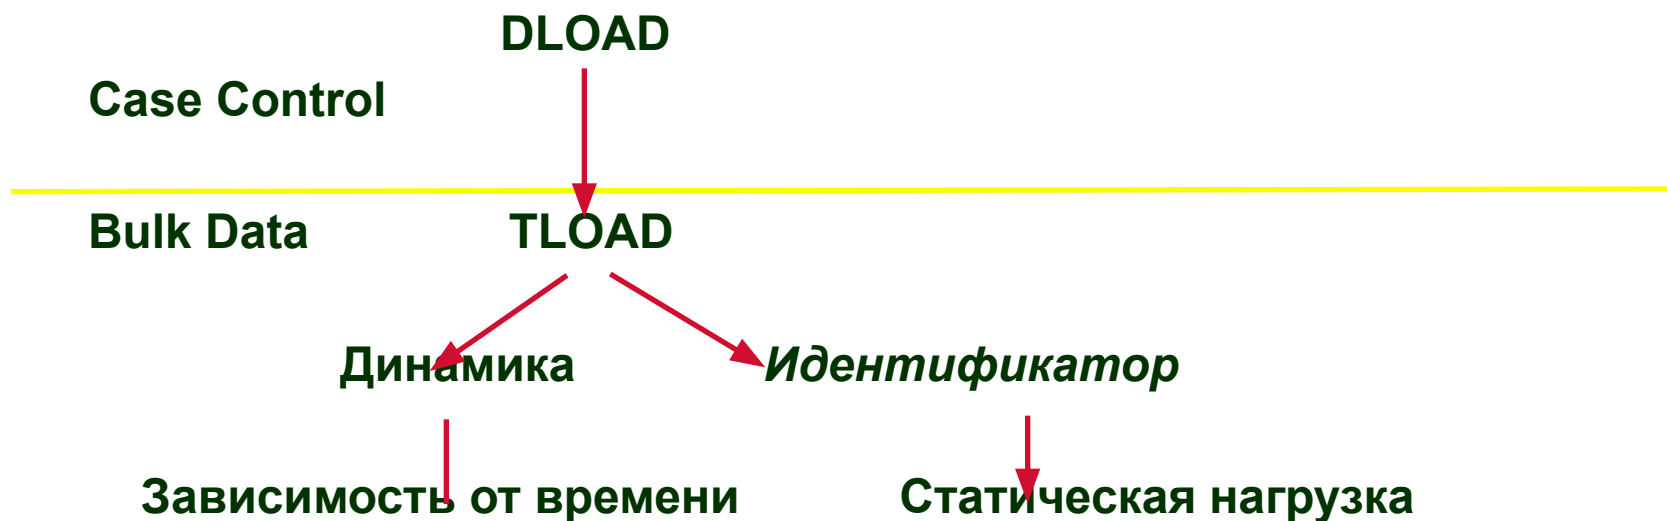 DLOAD
Case Control
Bulk Data TLOAD
Динамика Идентификатор
Зависимость от времени Статическая нагрузка